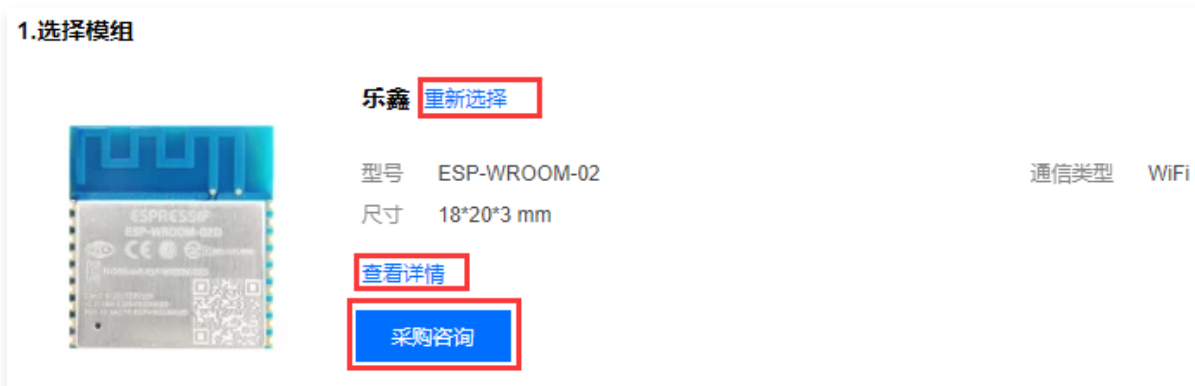 1.选择模组
乐鑫 重新选择
型号 ESP-WROOM-02 通信类型 WiFi
尺寸 18*20*3 mm
查看详情
采购咨询
ESPRESSIF
ESP-WROOM-02D
CE